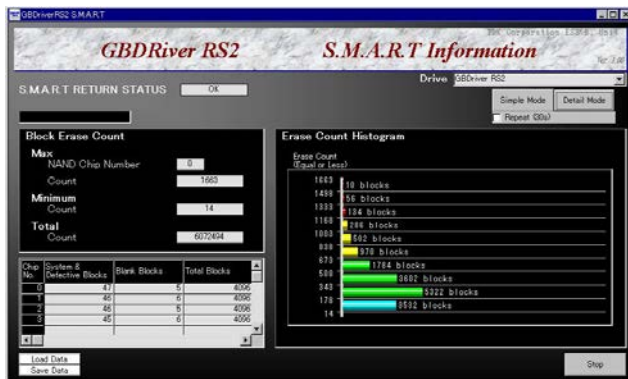 GBDriverRS2 S.M.A.R.T
GBDRiver RS2
S.M.A.R.T Information
S.M.A.R.T RETURN STATUS
OK
Drive
GBDriver RS2
Simple Mode
Detail Mode
Repeat (30s)
Block Erase Count
Max
NAND Chip Number
0
Count
1663
Minimum
Count
14
Total
Count
6072494
Chip No.
System & Defective Blocks
Blank Blocks
Total Blocks
0 47 5 4096
1 46 6 4096
2 46 5 4096
3 45 6 4096
Erase Count Histogram
Erase Count
(Equal or Less)
1663
10 blocks
1498
56 blocks
1333
134 blocks
1168
286 blocks
1003
502 blocks
838
970 blocks
673
1784 blocks
508
3602 blocks
343
5322 blocks
178
3532 blocks
14
Load Data
Save Data
Stop